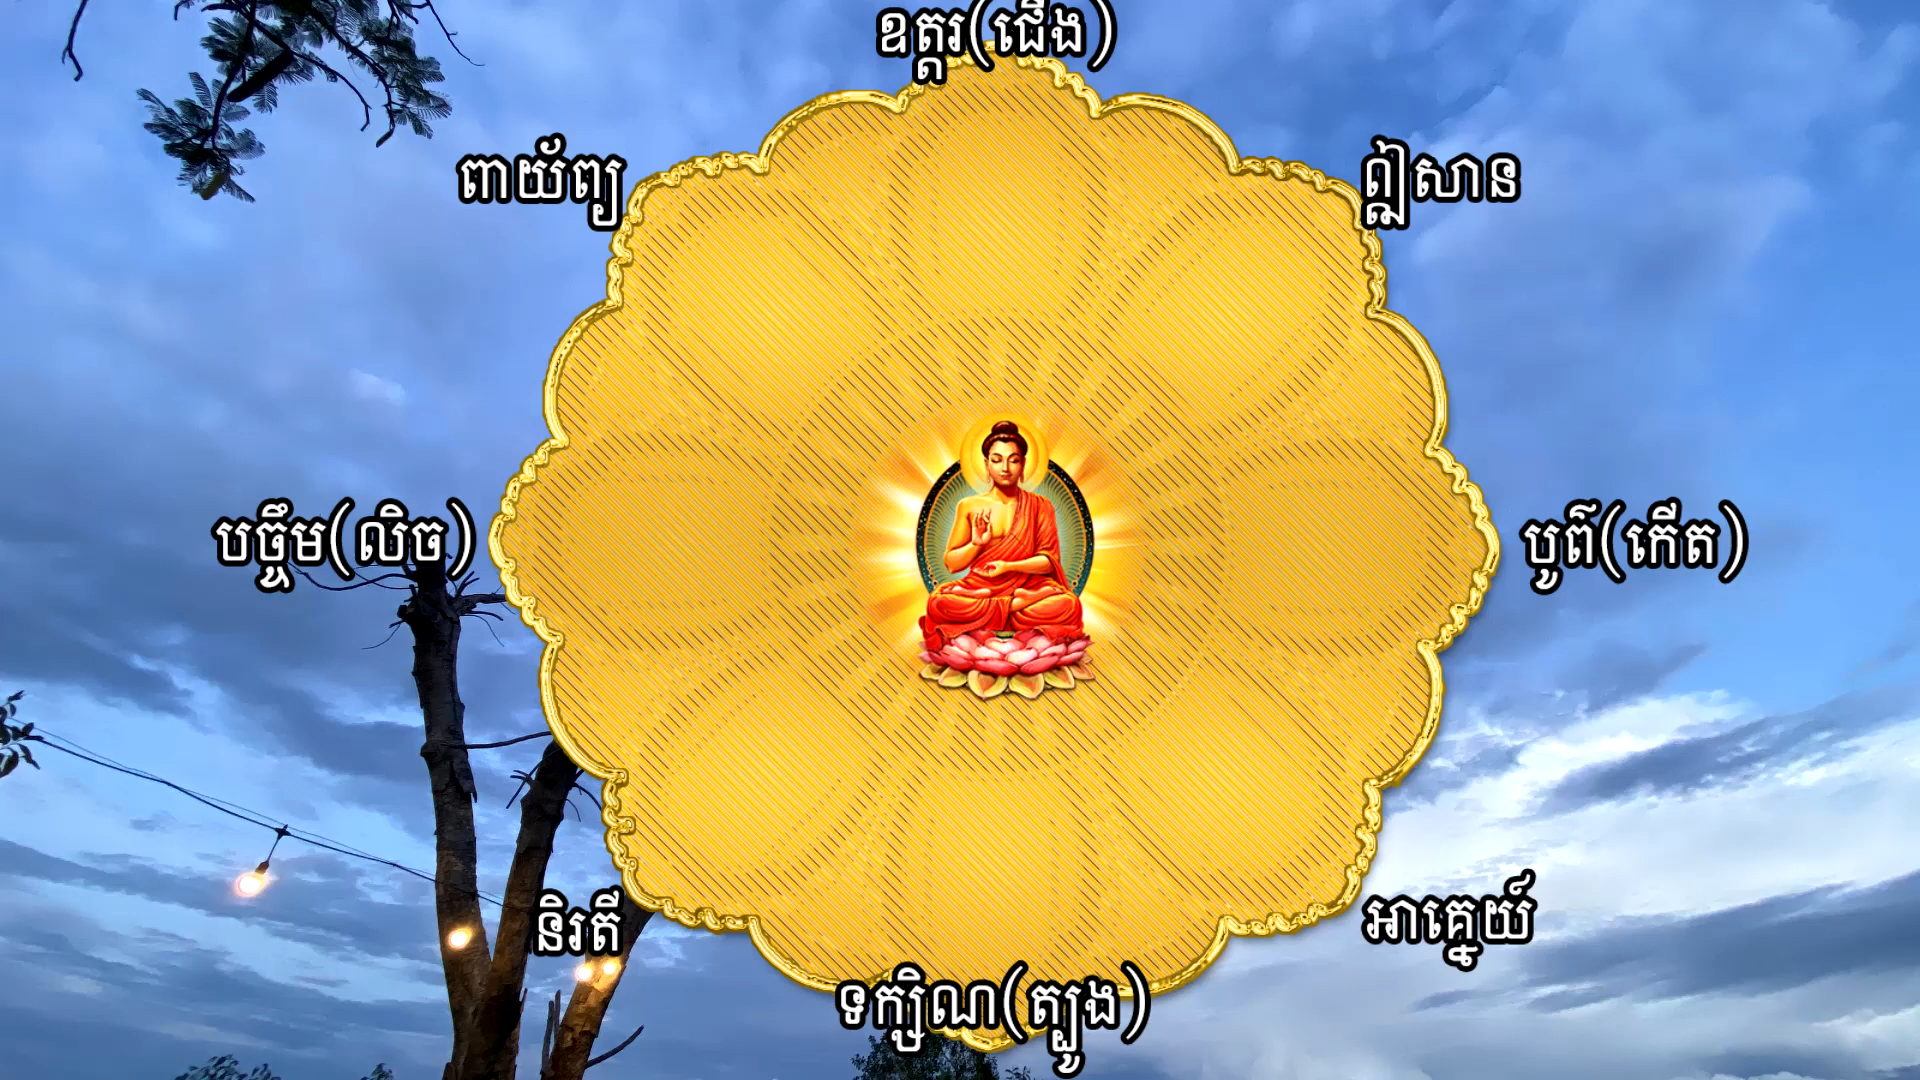 ឧត្តរ(ជើង)
ពាយ័ព្យ
ឦសាន
បច្ចឹម(លិច)
បូព៌(កើត)
និរតី
អាគ្នេយ៍
ទក្សិណ(ត្បូង)